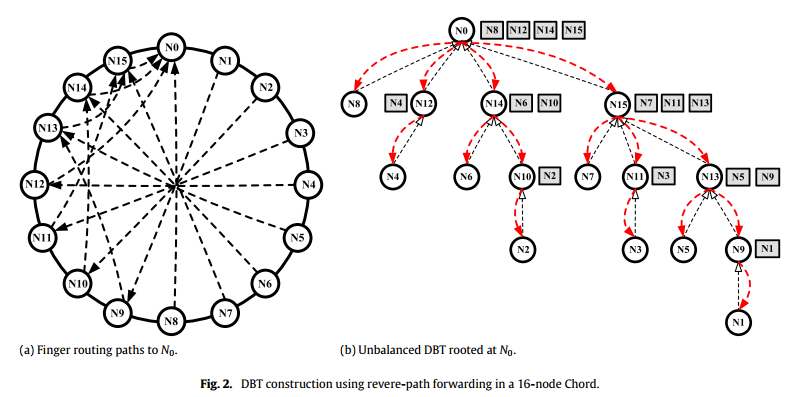 N0 N8 N12 N14 N15
N15 N0 N1
N14 N2
N13 N3
N12 N4
N11 N5
N10 N6
N9 N8 N7
N8 N4 N12 N14 N6 N10 N15 N7 N11 N13
N4 N6 N10 N2 N7 N11 N3 N13 N5 N9
N2 N3 N5 N9 N1
N1
(a) Finger routing paths to N0.
(b) Unbalanced DBT rooted at N0.
Fig. 2. DBT construction using revere-path forwarding in a 16-node Chord.